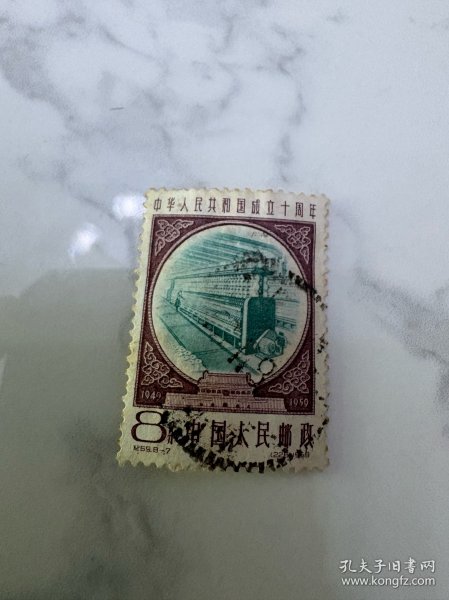 中华人民共和国成立十周年
1949 1959
8分 中国人民邮政
纪69.8-7
孔夫子旧书网
www.kongfz.com